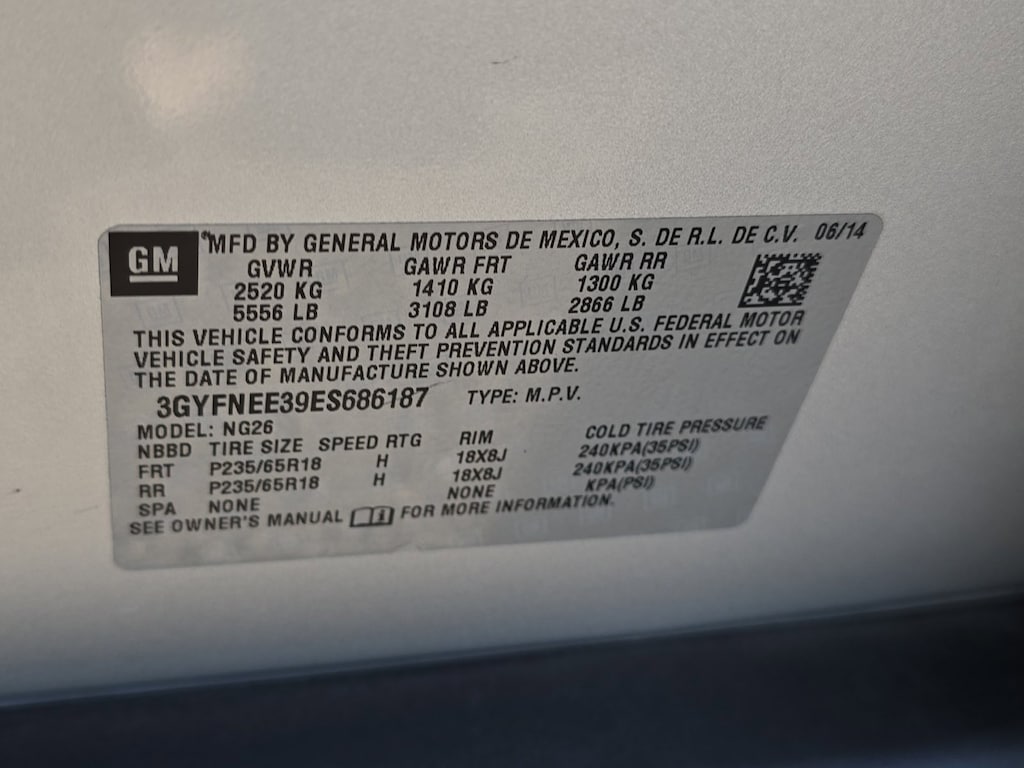 GM
MFD BY GENERAL MOTORS DE MEXICO, S. DE R.L. DE C.V. 06/14
GVWR GAWR FRT GAWR RR
2520 KG 1410 KG 1300 KG
5556 LB 3108 LB 2866 LB
THIS VEHICLE CONFORMS TO ALL APPLICABLE U.S. FEDERAL MOTOR
VEHICLE SAFETY AND THEFT PREVENTION STANDARDS IN EFFECT ON
THE DATE OF MANUFACTURE SHOWN ABOVE.
3GYFNEE39ES686187 TYPE: M.P.V.
MODEL: NG26
NBBD TIRE SIZE SPEED RTG RIM COLD TIRE PRESSURE
FRT P235/65R18 H 18X8J 240KPA(35PSI)
RR P235/65R18 H 18X8J 240KPA(35PSI)
SPA NONE NONE KPA(PSI)
SEE OWNER'S MANUAL FOR MORE INFORMATION.